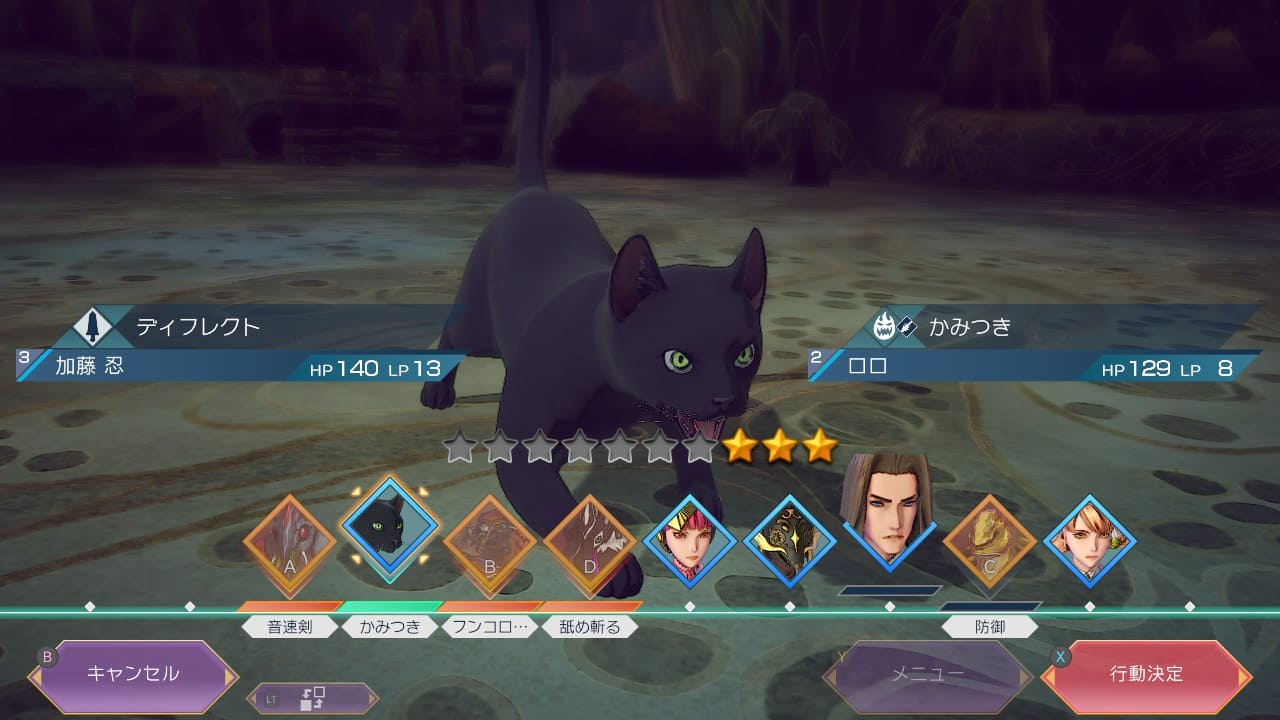 ディフレクト
3 加藤 忍 HP 140 LP 13
かみつき
2 ロロ HP 129 LP 8
A B D C
音速剣 かみつき フンコロ… 舐め斬る 防御
B キャンセル
LT
Y メニュー
X 行動決定